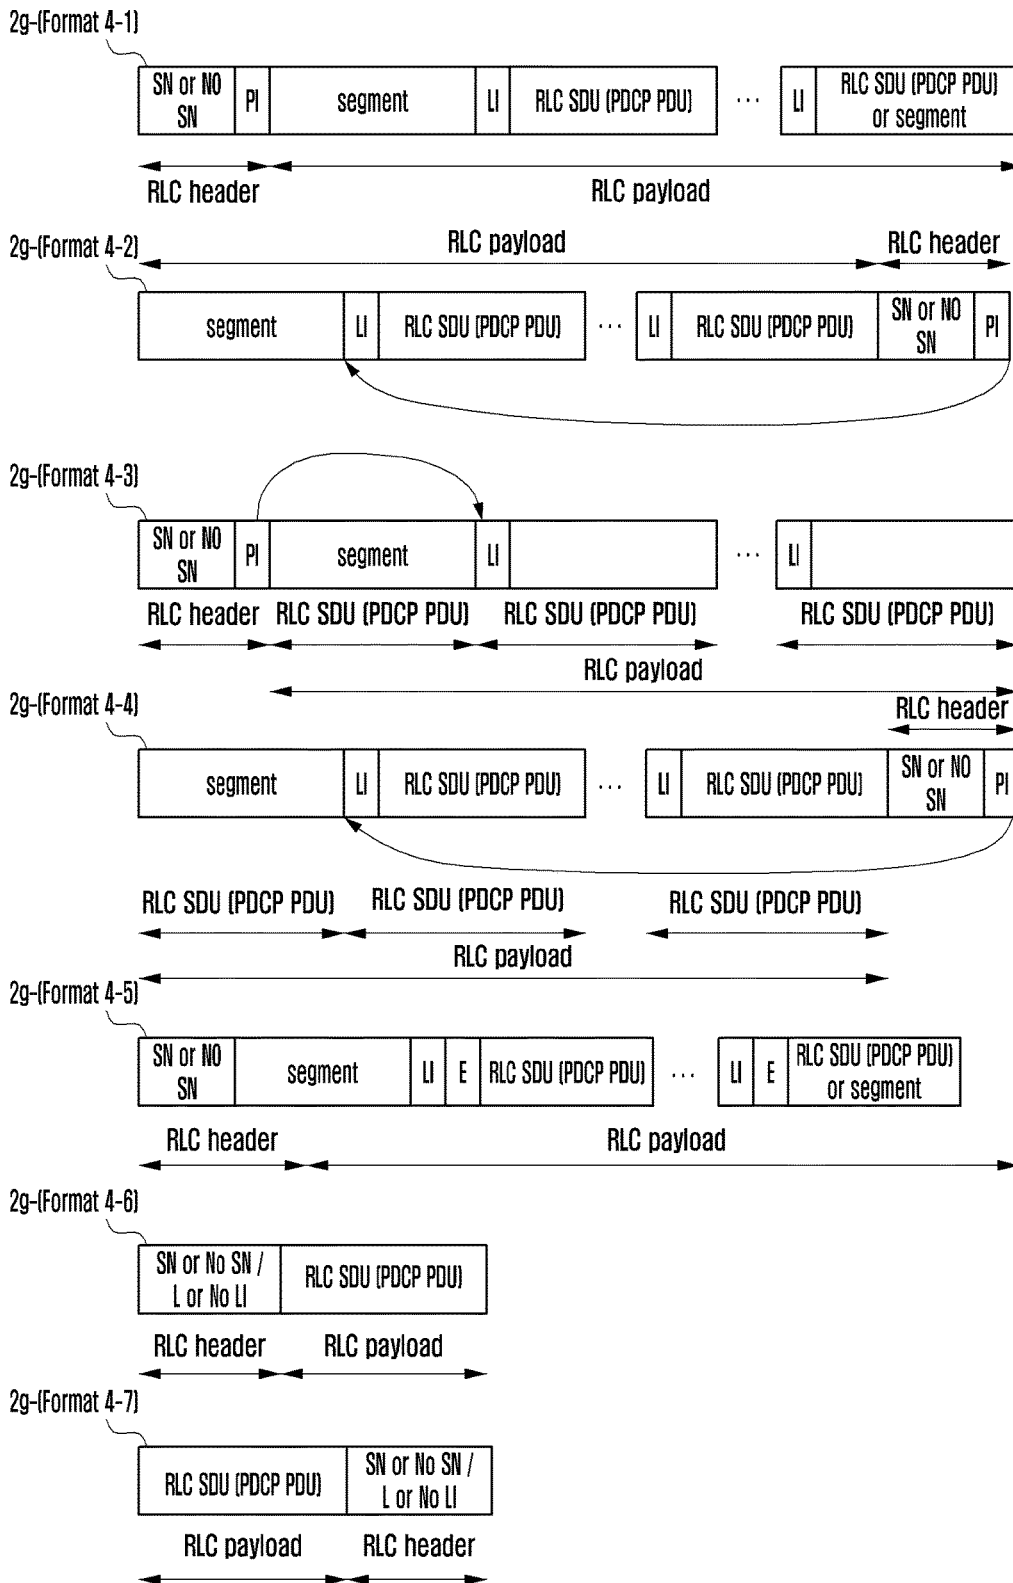 2g-(Format 4-1)
SN or NO
SN
PI
segment
LI
RLC SDU (PDCP PDU)
...
LI
RLC SDU (PDCP PDU)
or segment
RLC header
RLC payload
2g-(Format 4-2)
RLC payload
RLC header
segment
LI
RLC SDU (PDCP PDU)
...
LI
RLC SDU (PDCP PDU)
SN or NO
SN
PI
2g-(Format 4-3)
SN or NO
SN
PI
segment
LI
...
LI
RLC header
RLC SDU (PDCP PDU)
RLC SDU (PDCP PDU)
RLC SDU (PDCP PDU)
RLC payload
2g-(Format 4-4)
RLC header
segment
LI
RLC SDU (PDCP PDU)
...
LI
RLC SDU (PDCP PDU)
SN or NO
SN
PI
RLC SDU (PDCP PDU)
RLC SDU (PDCP PDU)
RLC SDU (PDCP PDU)
RLC payload
2g-(Format 4-5)
SN or NO
SN
segment
LI
E
RLC SDU (PDCP PDU)
...
LI
E
RLC SDU (PDCP PDU)
or segment
RLC header
RLC payload
2g-(Format 4-6)
SN or No SN /
L or No LI
RLC SDU (PDCP PDU)
RLC header
RLC payload
2g-(Format 4-7)
RLC SDU (PDCP PDU)
SN or No SN /
L or No LI
RLC payload
RLC header